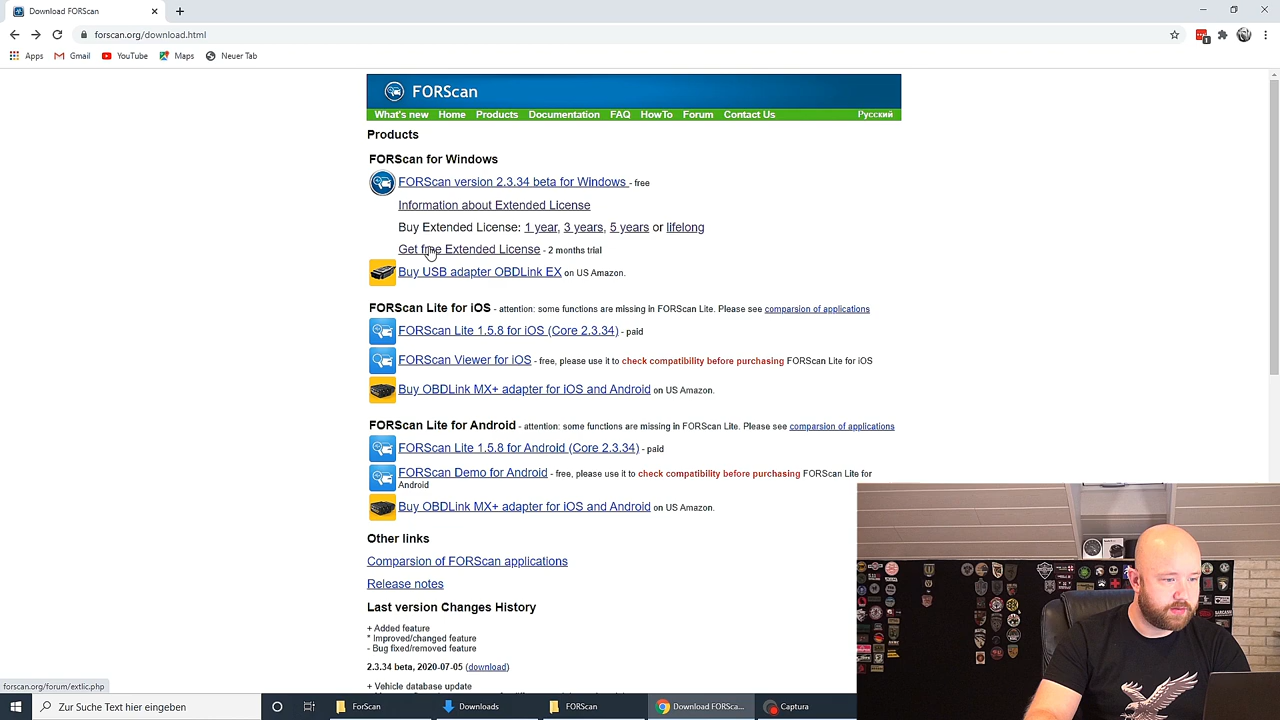 Download FORScan
forscan.org/download.html
1
Apps Gmail YouTube Maps Neuer Tab
FORScan
What's new Home Products Documentation FAQ HowTo Forum Contact Us Русский
Products
FORScan for Windows
FORScan version 2.3.34 beta for Windows - free
Information about Extended License
Buy Extended License: 1 year, 3 years, 5 years or lifelong
Get free Extended License - 2 months trial
Buy USB adapter OBDLink EX on US Amazon.
FORScan Lite for iOS - attention: some functions are missing in FORScan Lite. Please see comparsion of applications
FORScan Lite 1.5.8 for iOS (Core 2.3.34) - paid
FORScan Viewer for iOS - free, please use it to check compatibility before purchasing FORScan Lite for iOS
Buy OBDLink MX+ adapter for iOS and Android on US Amazon.
FORScan Lite for Android - attention: some functions are missing in FORScan Lite. Please see comparsion of applications
FORScan Lite 1.5.8 for Android (Core 2.3.34) - paid
FORScan Demo for Android - free, please use it to check compatibility before purchasing FORScan Lite for
Android
Buy OBDLink MX+ adapter for iOS and Android on US Amazon.
Other links
Comparsion of FORScan applications
Release notes
Last version Changes History
+ Added feature
* Improved/changed feature
- Bug fixed/removed feature
2.3.34 beta, 2020-07-05 (download)
+ Vehicle database update
forscan.org/forum/extlic.php
Zur Suche Text hier eingeben
ForScan
Downloads
FORScan
Download FORSca...
Captura